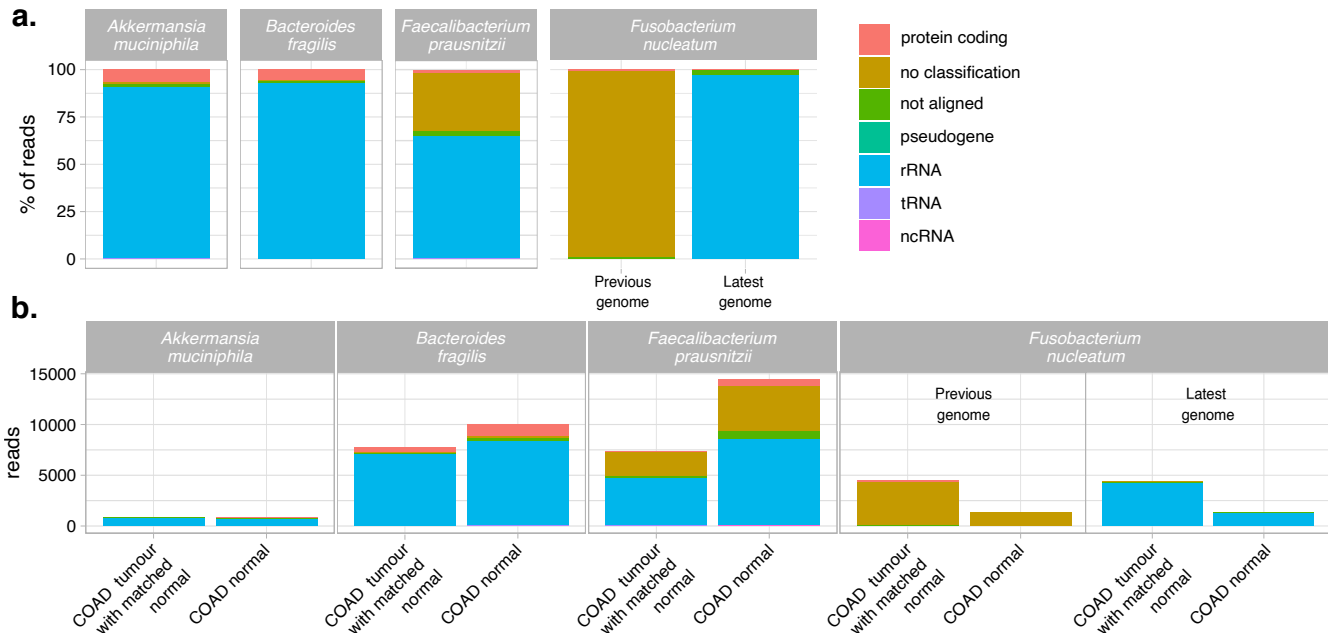 a.
Akkermansia
muciniphila
Bacteroides
fragilis
Faecalibacterium
prausnitzii
Fusobacterium
nucleatum
% of reads
100
75
50
25
0
Previous
genome
Latest
genome
protein coding
no classification
not aligned
pseudogene
rRNA
tRNA
ncRNA
b.
Akkermansia
muciniphila
Bacteroides
fragilis
Faecalibacterium
prausnitzii
Fusobacterium
nucleatum
reads
15000
10000
5000
0
Previous
genome
Latest
genome
COAD tumour
with matched
normal
COAD normal
COAD tumour
with matched
normal
COAD normal
COAD tumour
with matched
normal
COAD normal
COAD tumour
with matched
normal
COAD normal
COAD tumour
with matched
normal
COAD normal